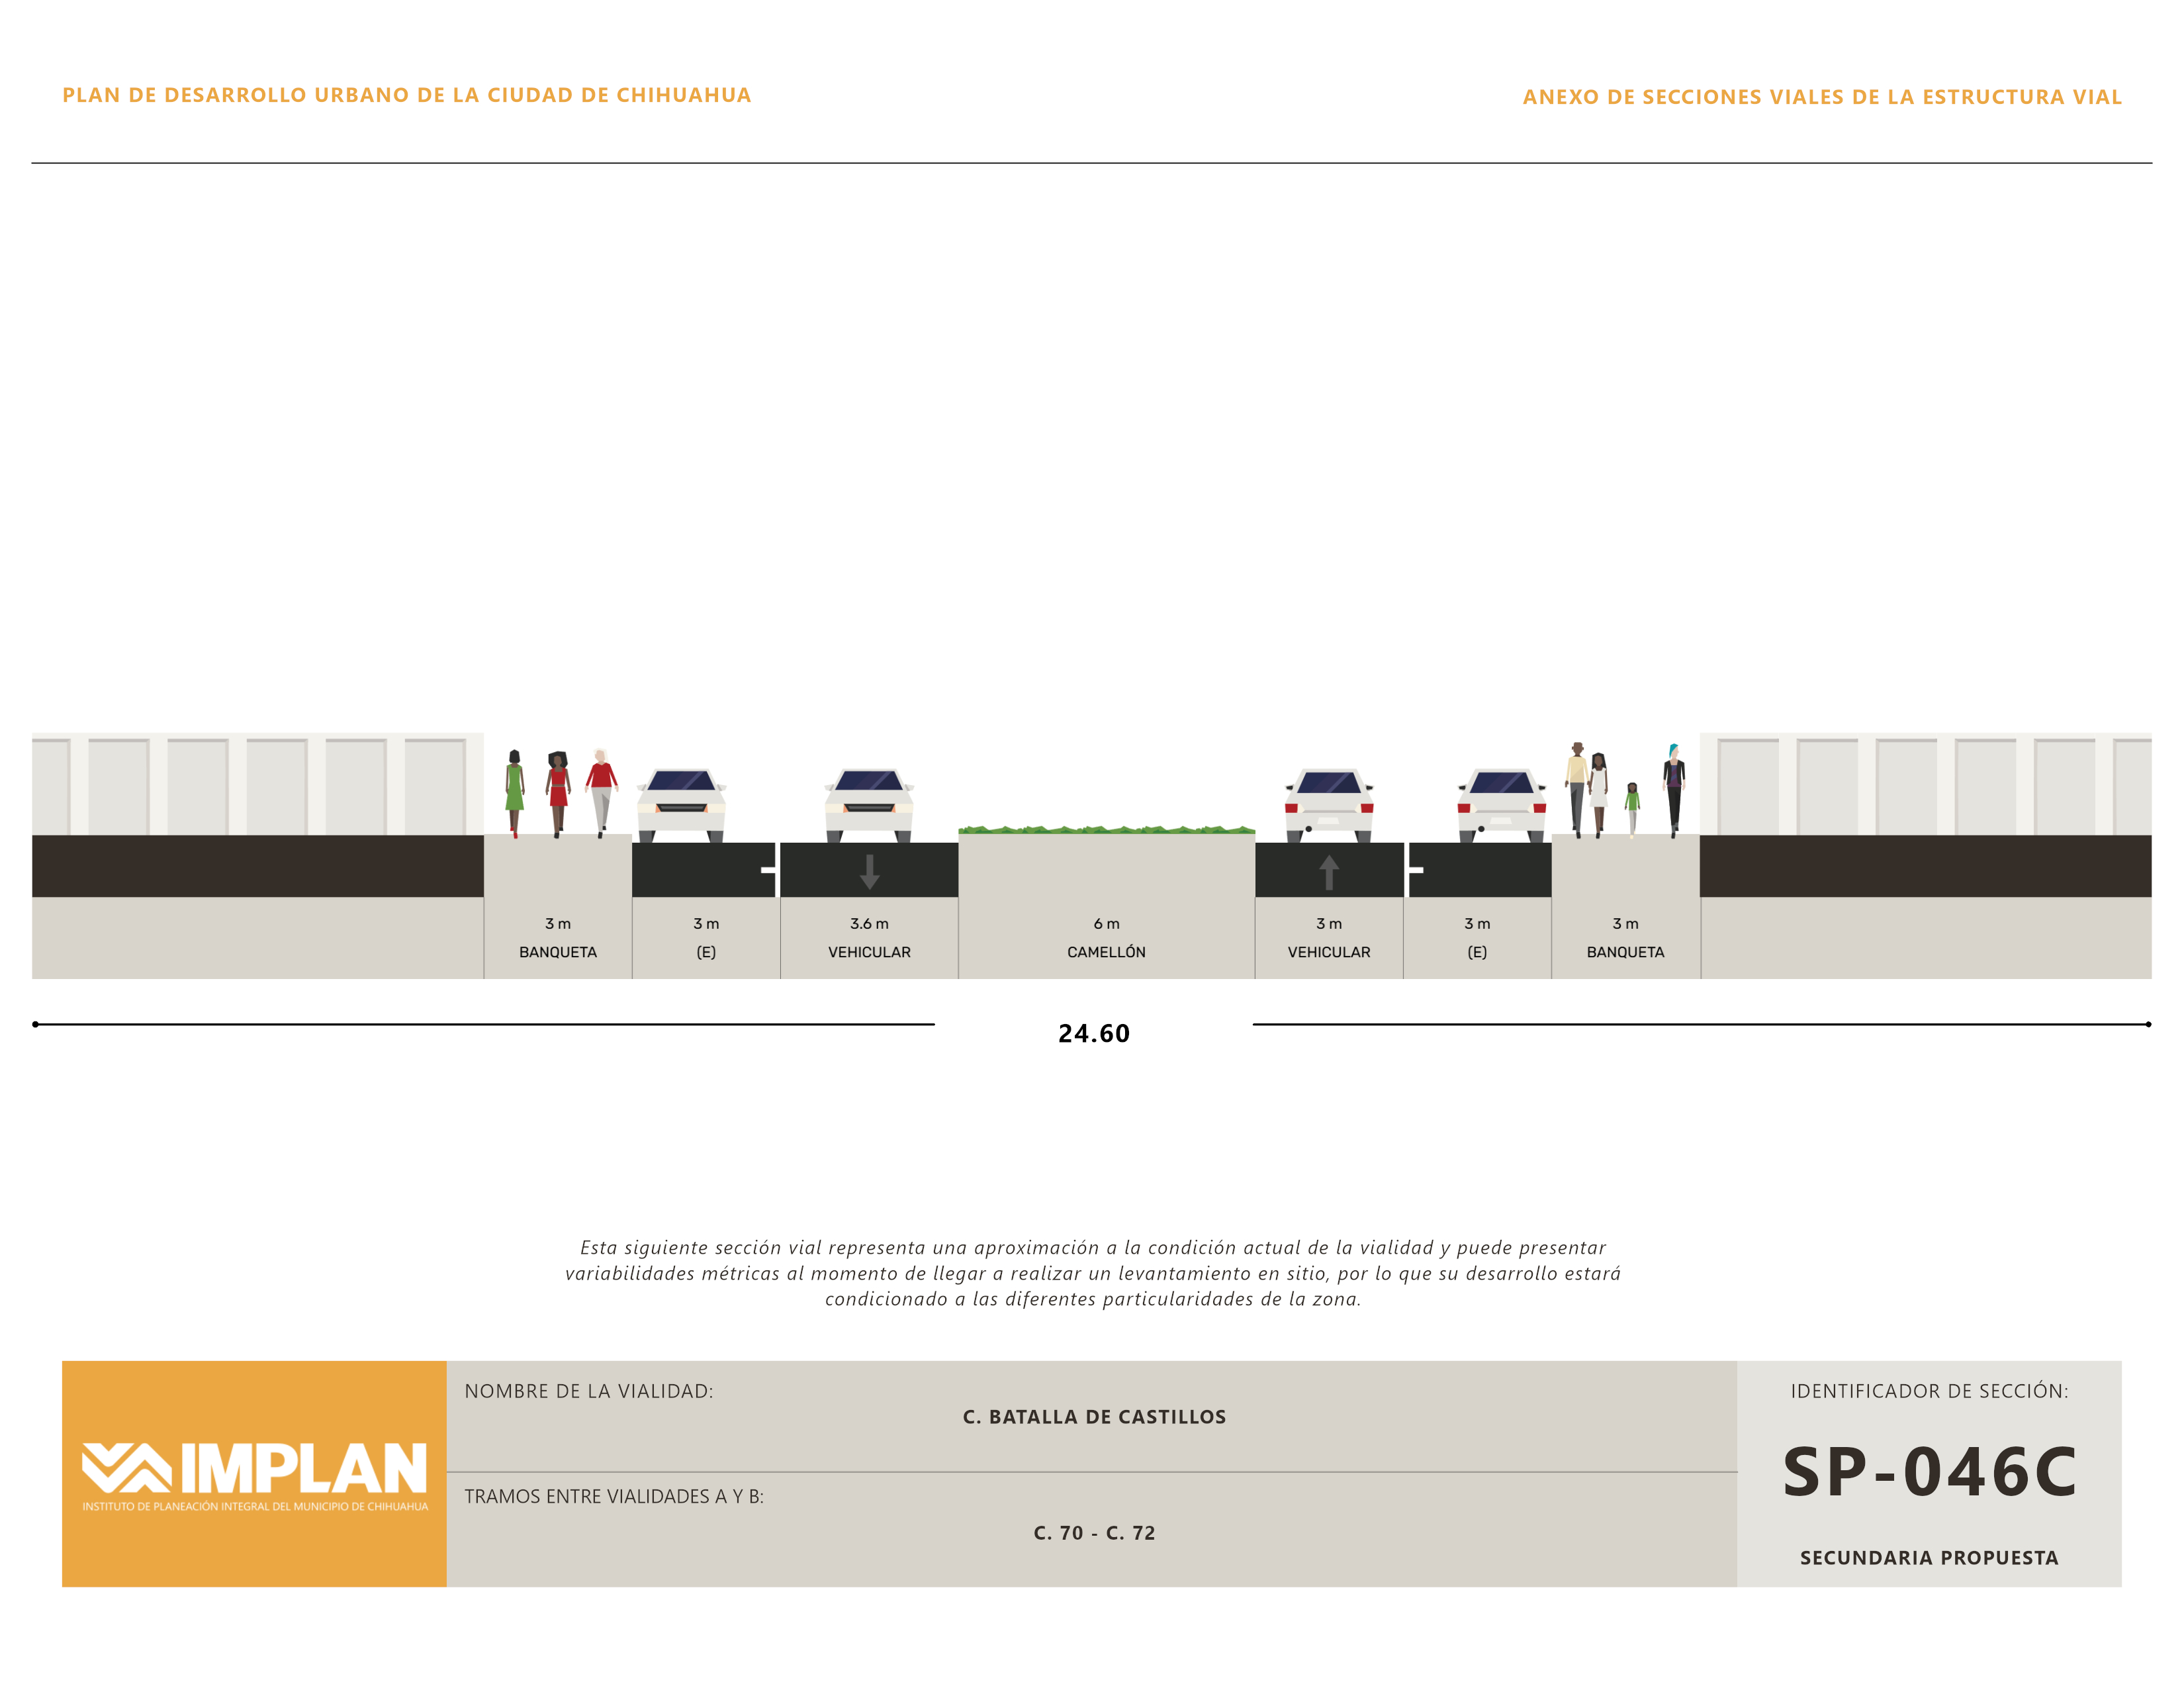 PLAN DE DESARROLLO URBANO DE LA CIUDAD DE CHIHUAHUA
ANEXO DE SECCIONES VIALES DE LA ESTRUCTURA VIAL
3 m
BANQUETA
3 m
(E)
3.6 m
VEHICULAR
6 m
CAMELLÓN
3 m
VEHICULAR
3 m
(E)
3 m
BANQUETA
24.60
Esta siguiente sección vial representa una aproximación a la condición actual de la vialidad y puede presentar
variabilidades métricas al momento de llegar a realizar un levantamiento en sitio, por lo que su desarrollo estará
condicionado a las diferentes particularidades de la zona.
IMPLAN
INSTITUTO DE PLANEACIÓN INTEGRAL DEL MUNICIPIO DE CHIHUAHUA
NOMBRE DE LA VIALIDAD:
C. BATALLA DE CASTILLOS
TRAMOS ENTRE VIALIDADES A Y B:
C. 70 - C. 72
IDENTIFICADOR DE SECCIÓN:
SP-046C
SECUNDARIA PROPUESTA